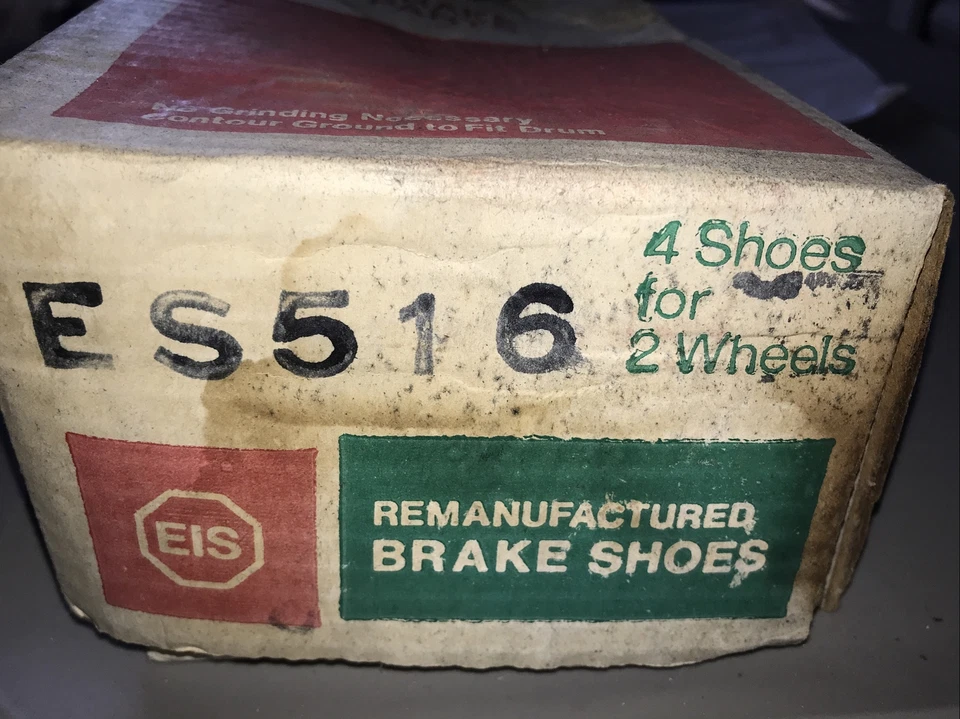 No Grinding Necessary
Contour Ground to Fit Drum
ES516
4 Shoes
for
2 Wheels
EIS
REMANUFACTURED
BRAKE SHOES